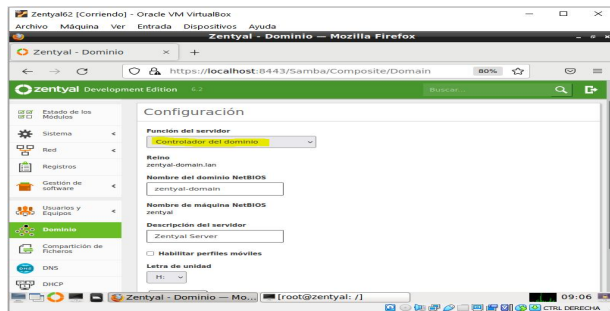 Zentyal62 [Corriendo] - Oracle VM VirtualBox
Archivo Máquina Ver Entrada Dispositivos Ayuda
Zentyal - Dominio — Mozilla Firefox
Zentyal - Dominio
https://localhost:8443/Samba/Composite/Domain 80%
zentyal Development Edition 6.2 Buscar...
Estado de los Módulos
Sistema
Red
Registros
Gestión de software
Usuarios y Equipos
Dominio
Compartición de Ficheros
DNS
DHCP
Configuración
Función del servidor
Controlador del dominio
Reino
zentyal-domain.lan
Nombre del dominio NetBIOS
zentyal-domain
Nombre de máquina NetBIOS
zentyal
Descripción del servidor
Zentyal Server
Habilitar perfiles móviles
Letra de unidad
H:
Zentyal - Dominio — Mo... [root@zentyal: /] 09:06
CTRL DERECHA